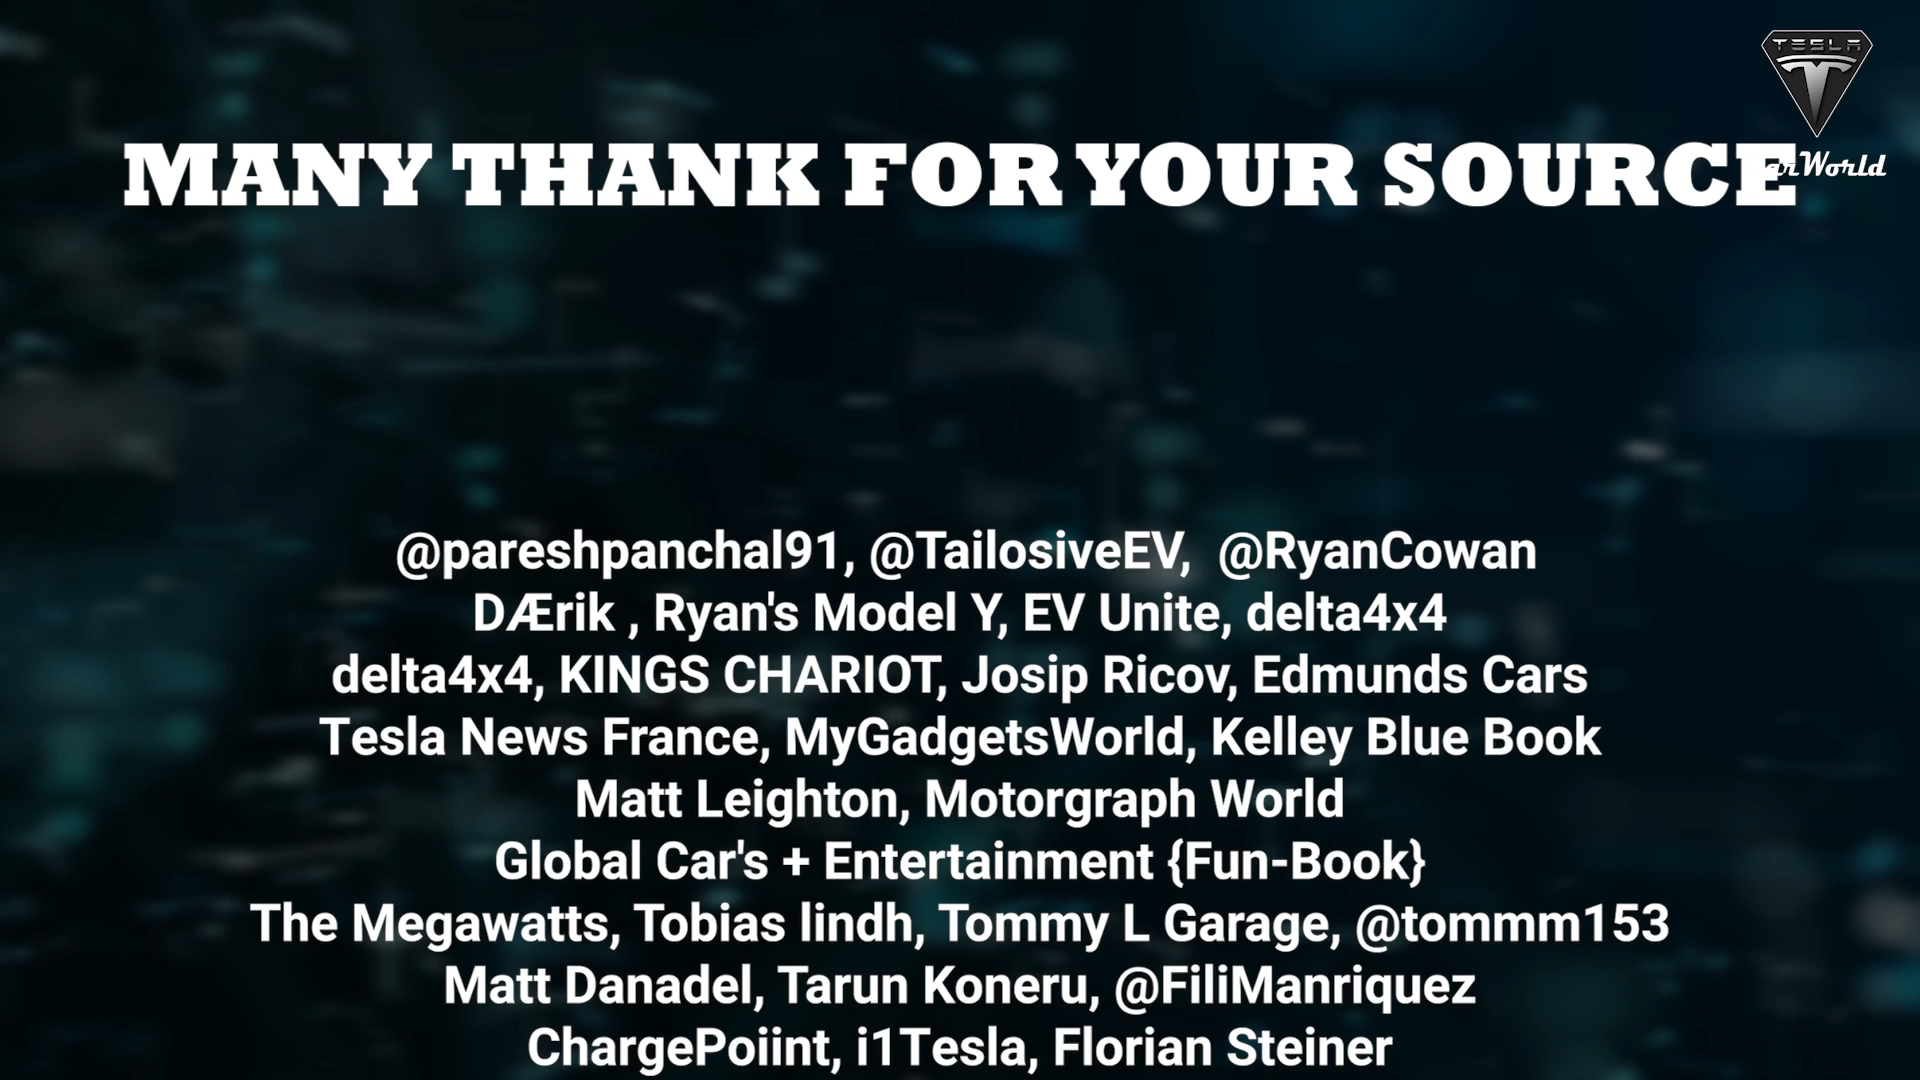 TESLA
MANY THANK FOR YOUR SOURCE
arWorld
@pareshpanchal91, @TailosiveEV, @RyanCowan
DÆrik , Ryan's Model Y, EV Unite, delta4x4
delta4x4, KINGS CHARIOT, Josip Ricov, Edmunds Cars
Tesla News France, MyGadgetsWorld, Kelley Blue Book
Matt Leighton, Motorgraph World
Global Car's + Entertainment {Fun-Book}
The Megawatts, Tobias lindh, Tommy L Garage, @tommm153
Matt Danadel, Tarun Koneru, @FiliManriquez
ChargePoiint, i1Tesla, Florian Steiner